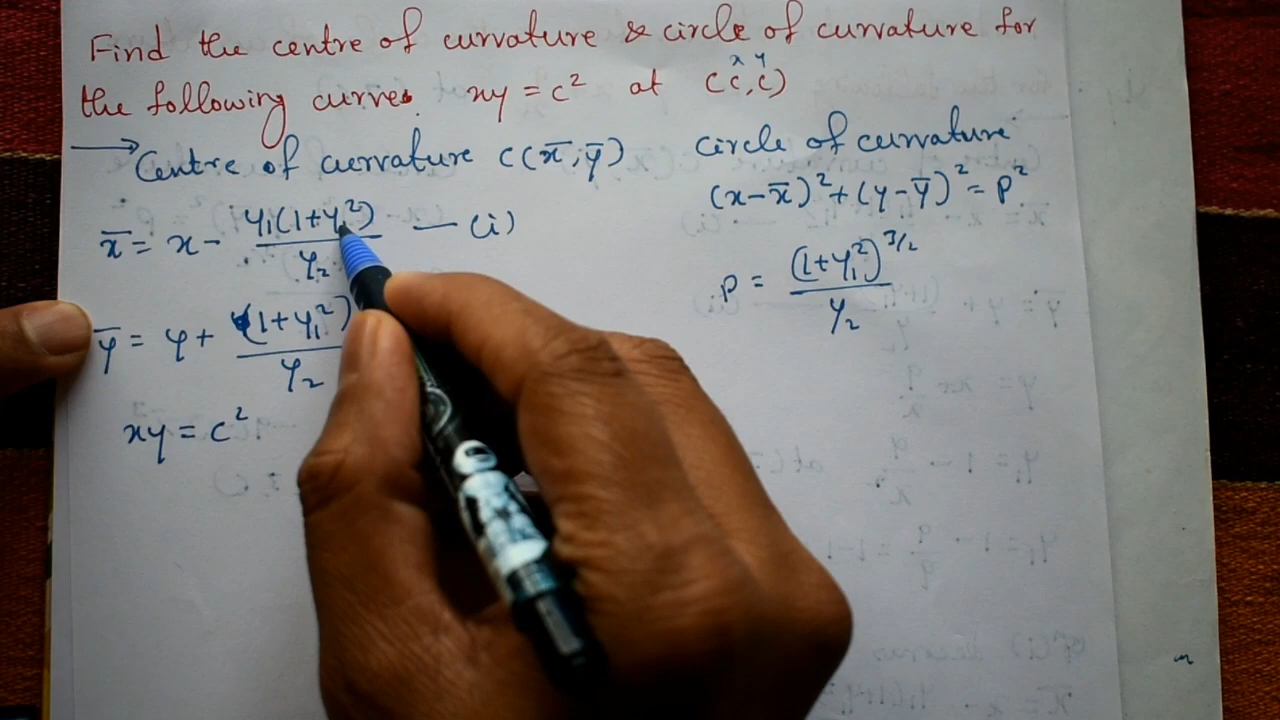 Find the centre of curvature & circle of curvature for
the following curves xy = c² at (c, c)
x y
→ Centre of curvature C(x̄, ȳ)
x̄ = x - y₁(1+y₁²)/y₂ — (i)
ȳ = y + (1+y₁²)/y₂
xy = c²
circle of curvature
(x-x̄)² + (y-ȳ)² = ρ²
ρ = (1+y₁²)^3/2 / y₂